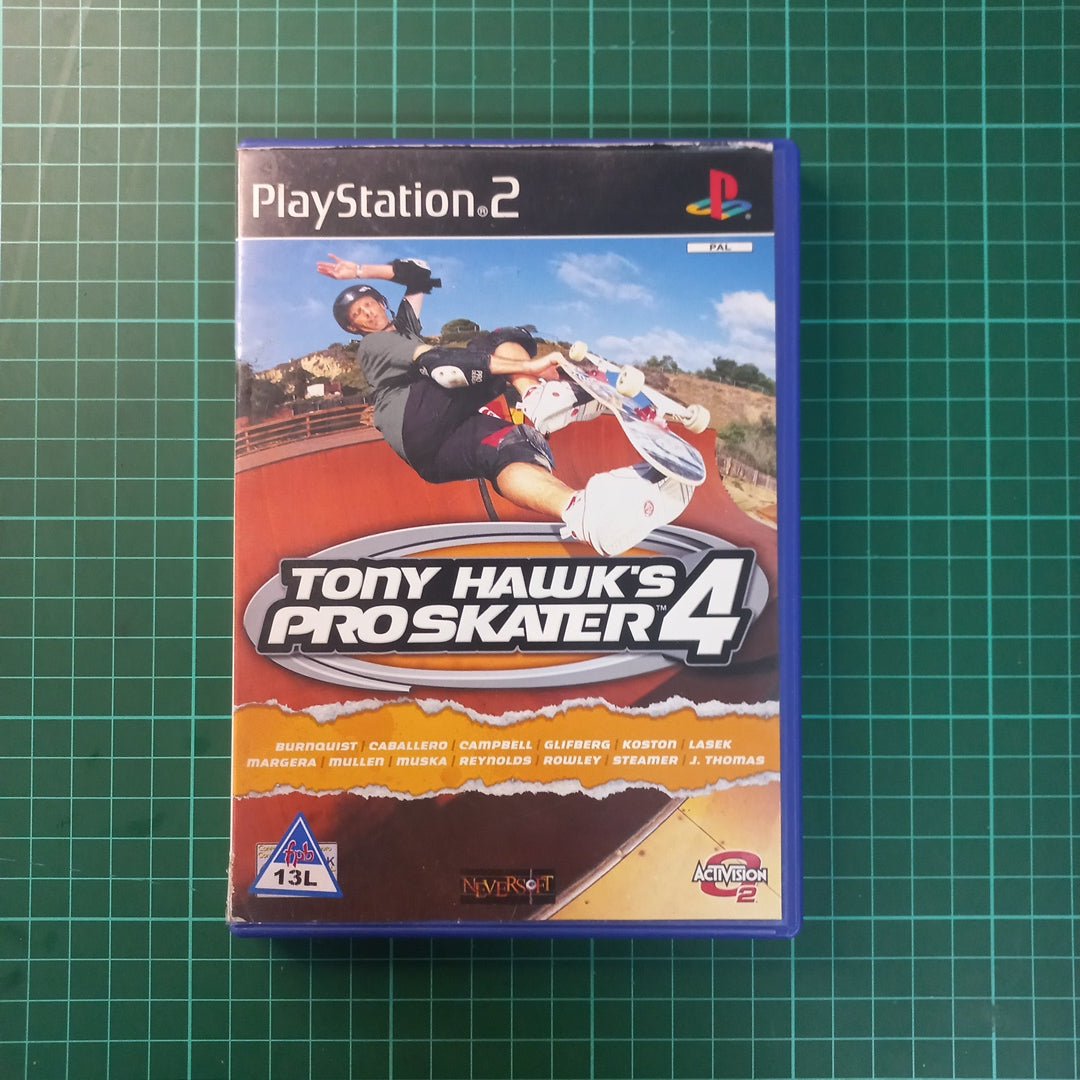 PlayStation®2
PAL
TONY HAWK'S
PRO SKATER™ 4
BURNQUIST | CABALLERO | CAMPBELL | GLIFBERG | KOSTON | LASEK
MARGERA | MULLEN | MUSKA | REYNOLDS | ROWLEY | STEAMER | J. THOMAS
fpb
13L
NEVERSOFT
ACTIVISION
O2